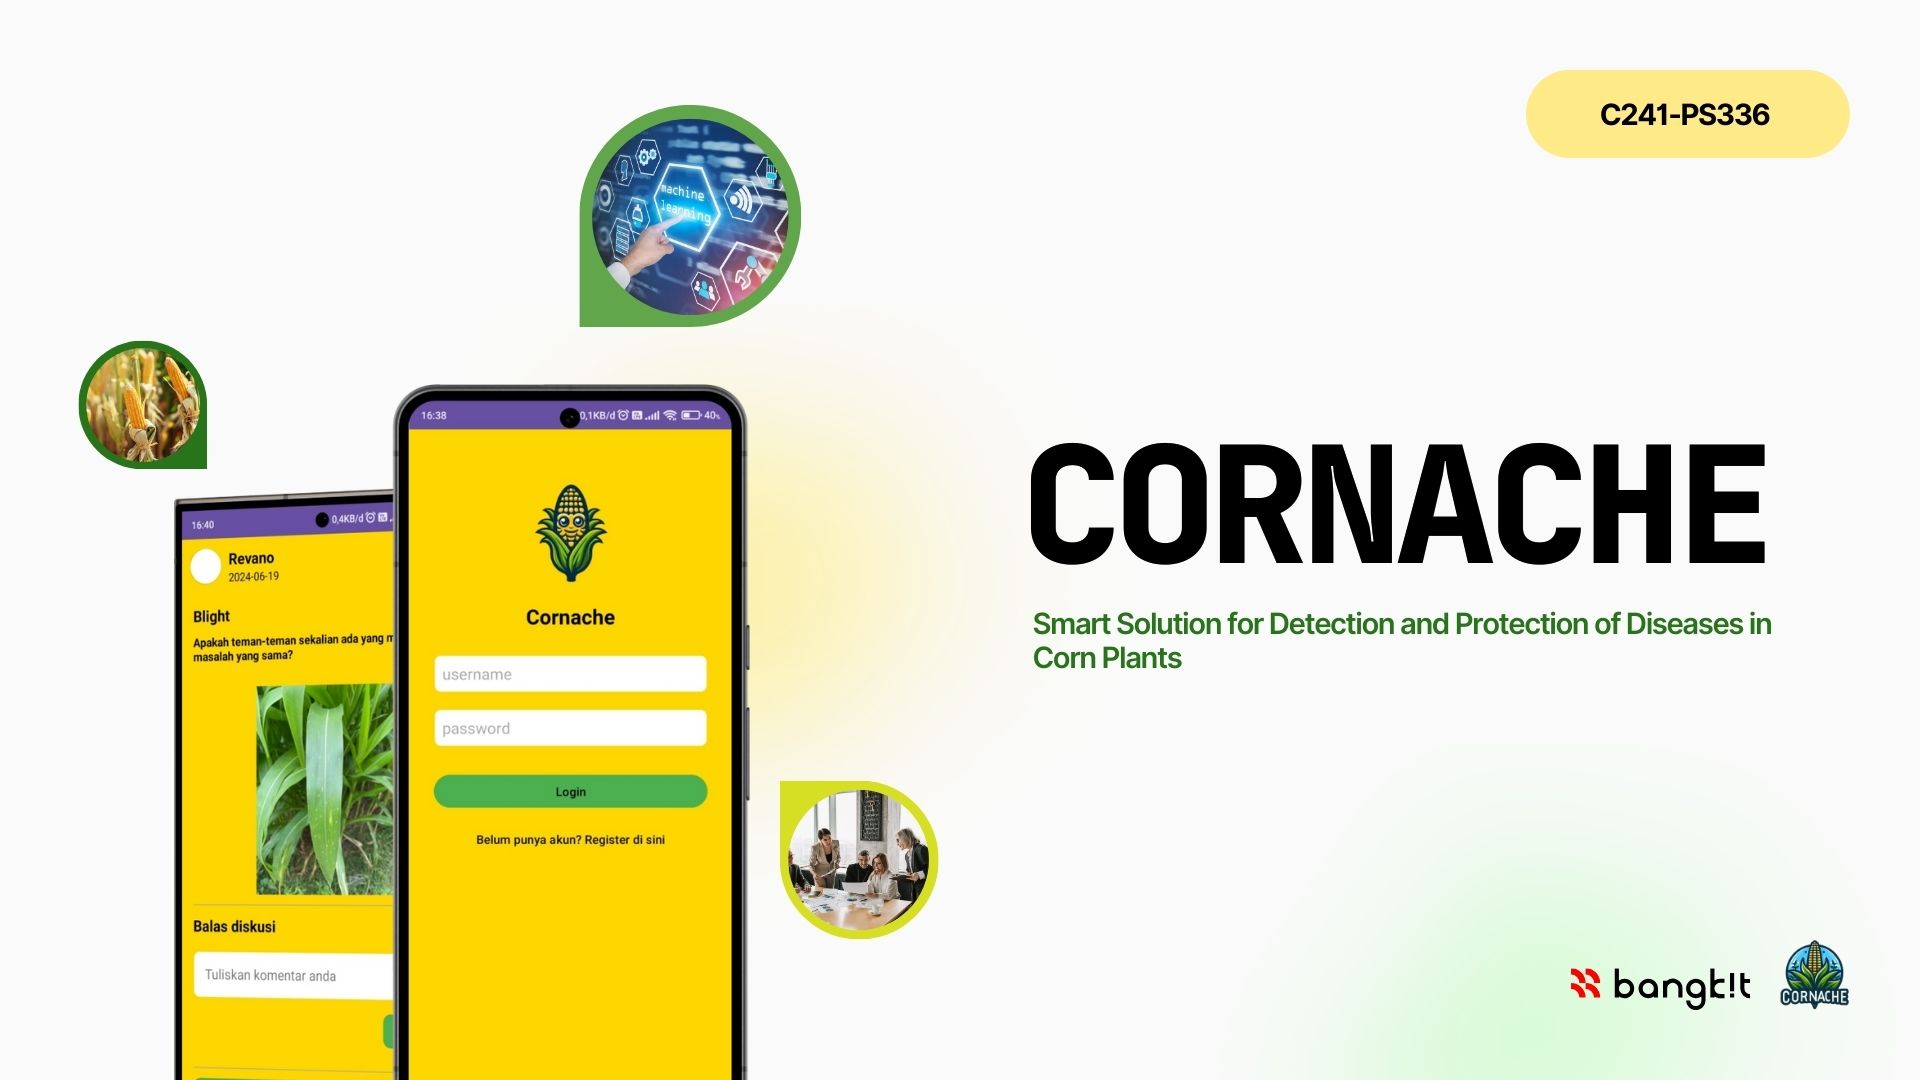 C241-PS336
machine
learning
16:38
0,1KB/d
40%
Cornache
username
password
Login
Belum punya akun? Register di sini
16:40
0,4KB/d
Revano
2024-06-19
Blight
Apakah teman-teman sekalian ada yang m
masalah yang sama?
Balas diskusi
Tuliskan komentar anda
CORNACHE
Smart Solution for Detection and Protection of Diseases in
Corn Plants
bangk!t
CORNACHE